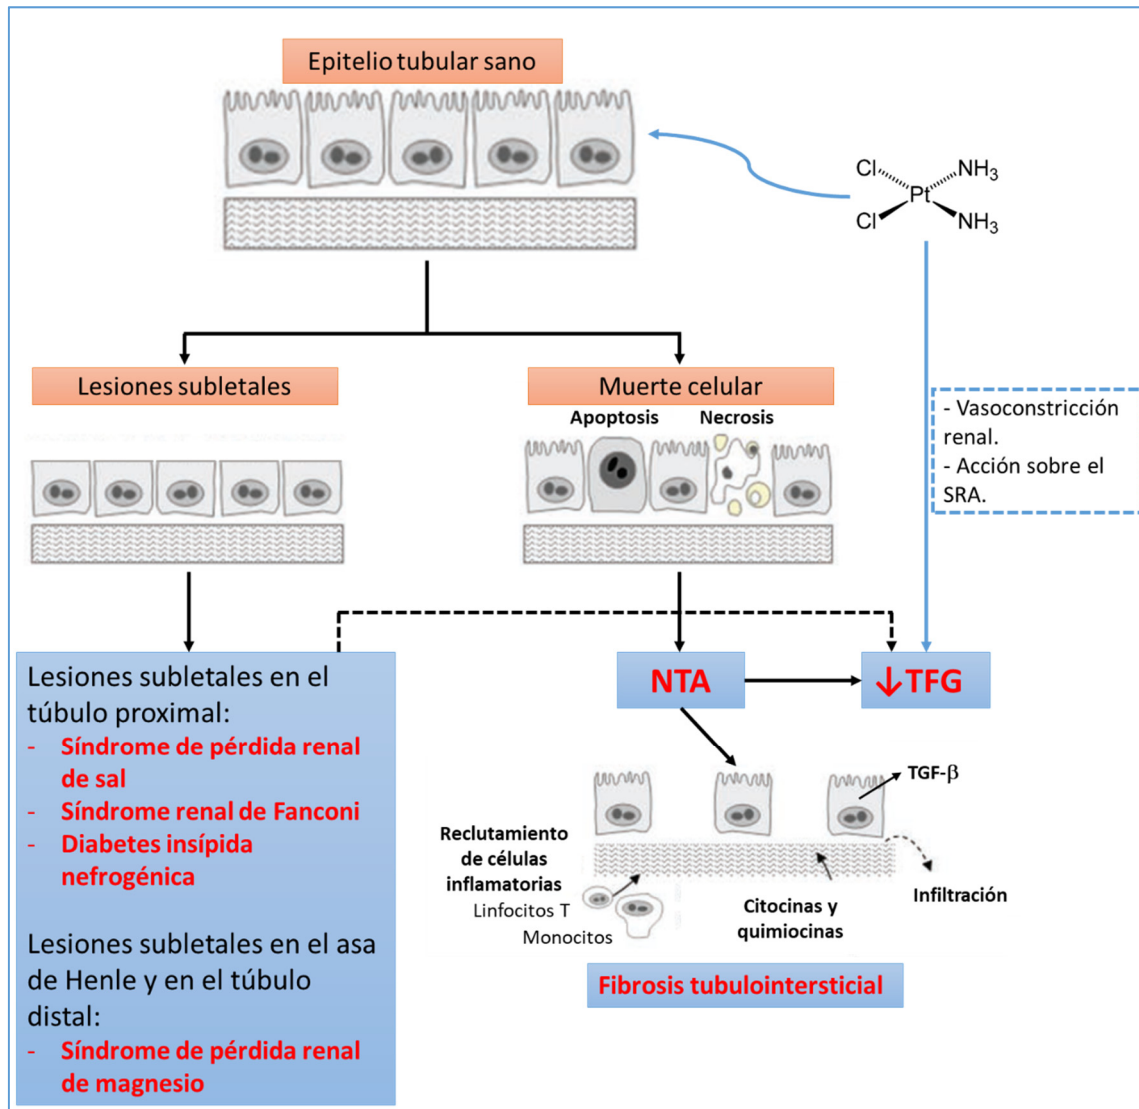 Epitelio tubular sano
Cl
NH3
Pt
Cl
NH3
Lesiones subletales
Muerte celular
Apoptosis
Necrosis
- Vasoconstricción
renal.
- Acción sobre el
SRA.
Lesiones subletales en el
túbulo proximal:
- Síndrome de pérdida renal
de sal
- Síndrome renal de Fanconi
- Diabetes insípida
nefrogénica
Lesiones subletales en el asa
de Henle y en el túbulo
distal:
- Síndrome de pérdida renal
de magnesio
NTA
↓TFG
TGF-β
Reclutamiento
de células
inflamatorias
Linfocitos T
Monocitos
Citocinas y
quimiocinas
Infiltración
Fibrosis tubulointersticial